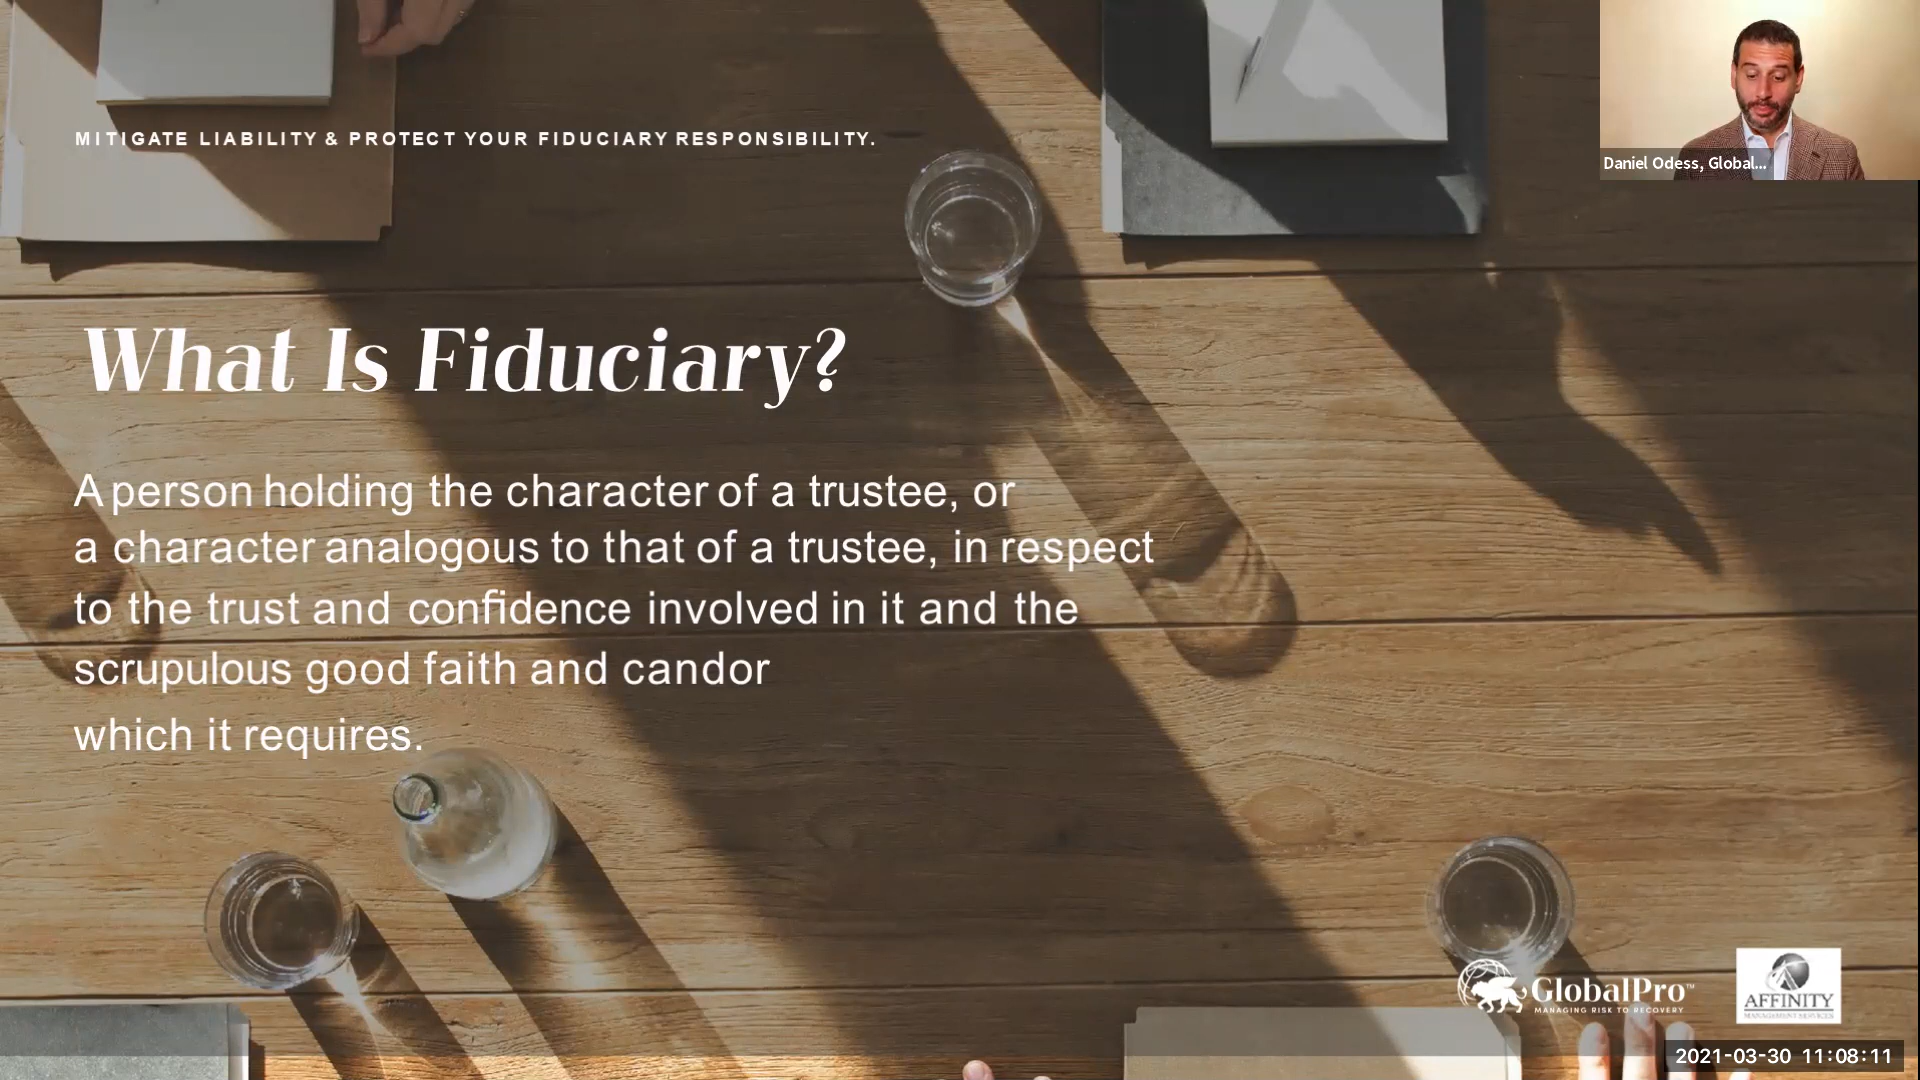 MITIGATE LIABILITY & PROTECT YOUR FIDUCIARY RESPONSIBILITY.
Daniel Odess, Global...
What Is Fiduciary?
A person holding the character of a trustee, or
a character analogous to that of a trustee, in respect
to the trust and confidence involved in it and the
scrupulous good faith and candor
which it requires.
GlobalPro™
MANAGING RISK TO RECOVERY
AFFINITY
MANAGEMENT SERVICES
2021-03-30 11:08:11